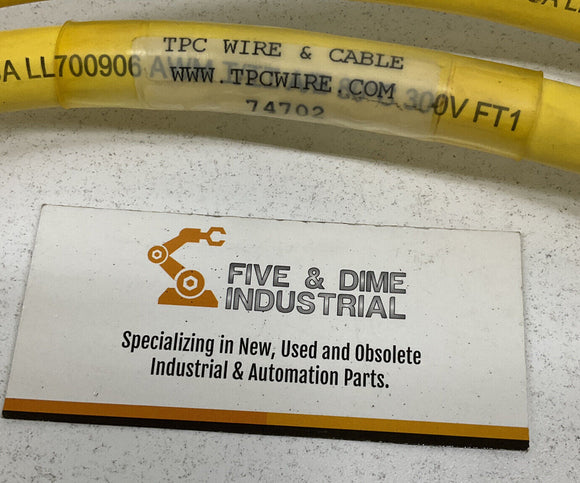 TPC WIRE & CABLE
WWW.TPCWIRE.COM
74702
LL700906 AWM 300V FT1
FIVE & DIME
INDUSTRIAL
Specializing in New, Used and Obsolete
Industrial & Automation Parts.